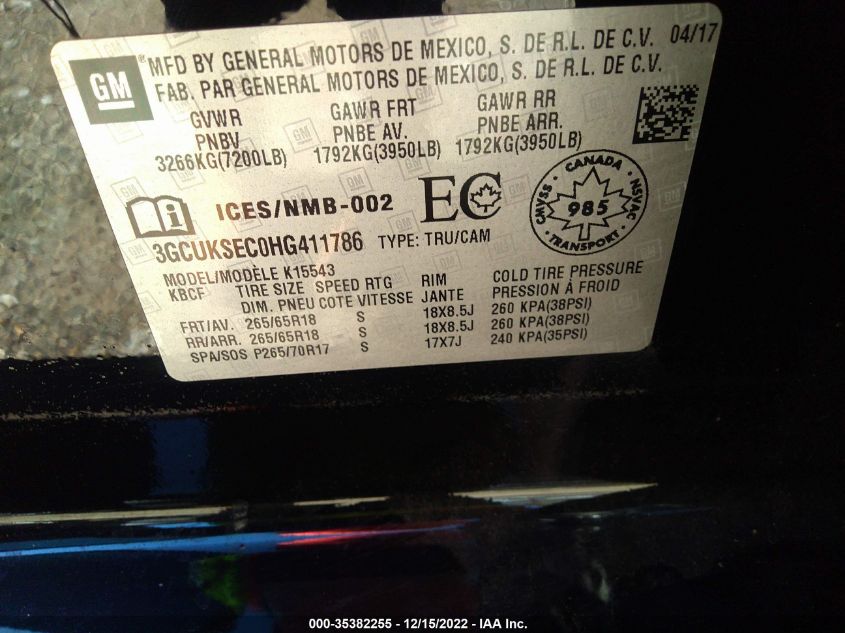 GM
MFD BY GENERAL MOTORS DE MEXICO, S. DE R.L. DE C.V. 04/17
FAB. PAR GENERAL MOTORS DE MEXICO, S. DE R.L. DE C.V.
GVWR GAWR FRT GAWR RR
PNBV PNBE AV. PNBE ARR.
3266KG(7200LB) 1792KG(3950LB) 1792KG(3950LB)
ICES/NMB-002 EC
CANADA
CMVSS 985 NSVAC
TRANSPORT
3GCUKSEC0HG411786 TYPE: TRU/CAM
MODEL/MODÈLE K15543
KBCF TIRE SIZE SPEED RTG RIM COLD TIRE PRESSURE
DIM. PNEU COTE VITESSE JANTE PRESSION À FROID
FRT/AV. 265/65R18 S 18X8.5J 260 KPA(38PSI)
RR/ARR. 265/65R18 S 18X8.5J 260 KPA(38PSI)
SPA/SOS P265/70R17 S 17X7J 240 KPA(35PSI)
000-35382255 - 12/15/2022 - IAA Inc.